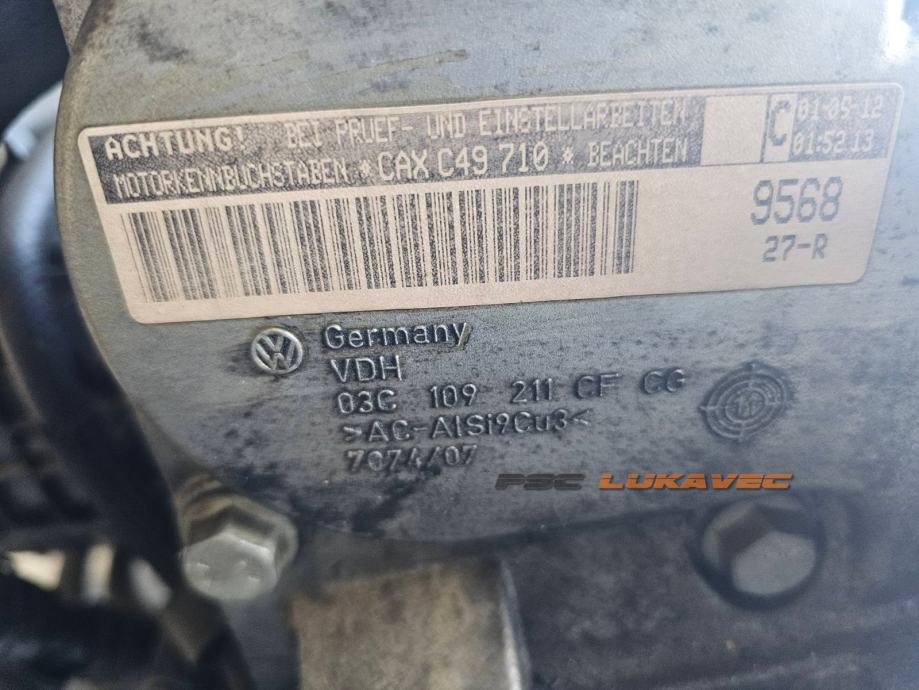 ACHTUNG! BEI PRUEF- UND EINSTELLARBEITEN
MOTORKENNBUCHSTABEN *CAX C49 710 * BEACHTEN
C
01-09-12
01:52.13
9568
27-R
Germany
VDH
03C 109 211 CF CG
>AC-AlSi9Cu3<
7074/07
PSC LUKAVEC